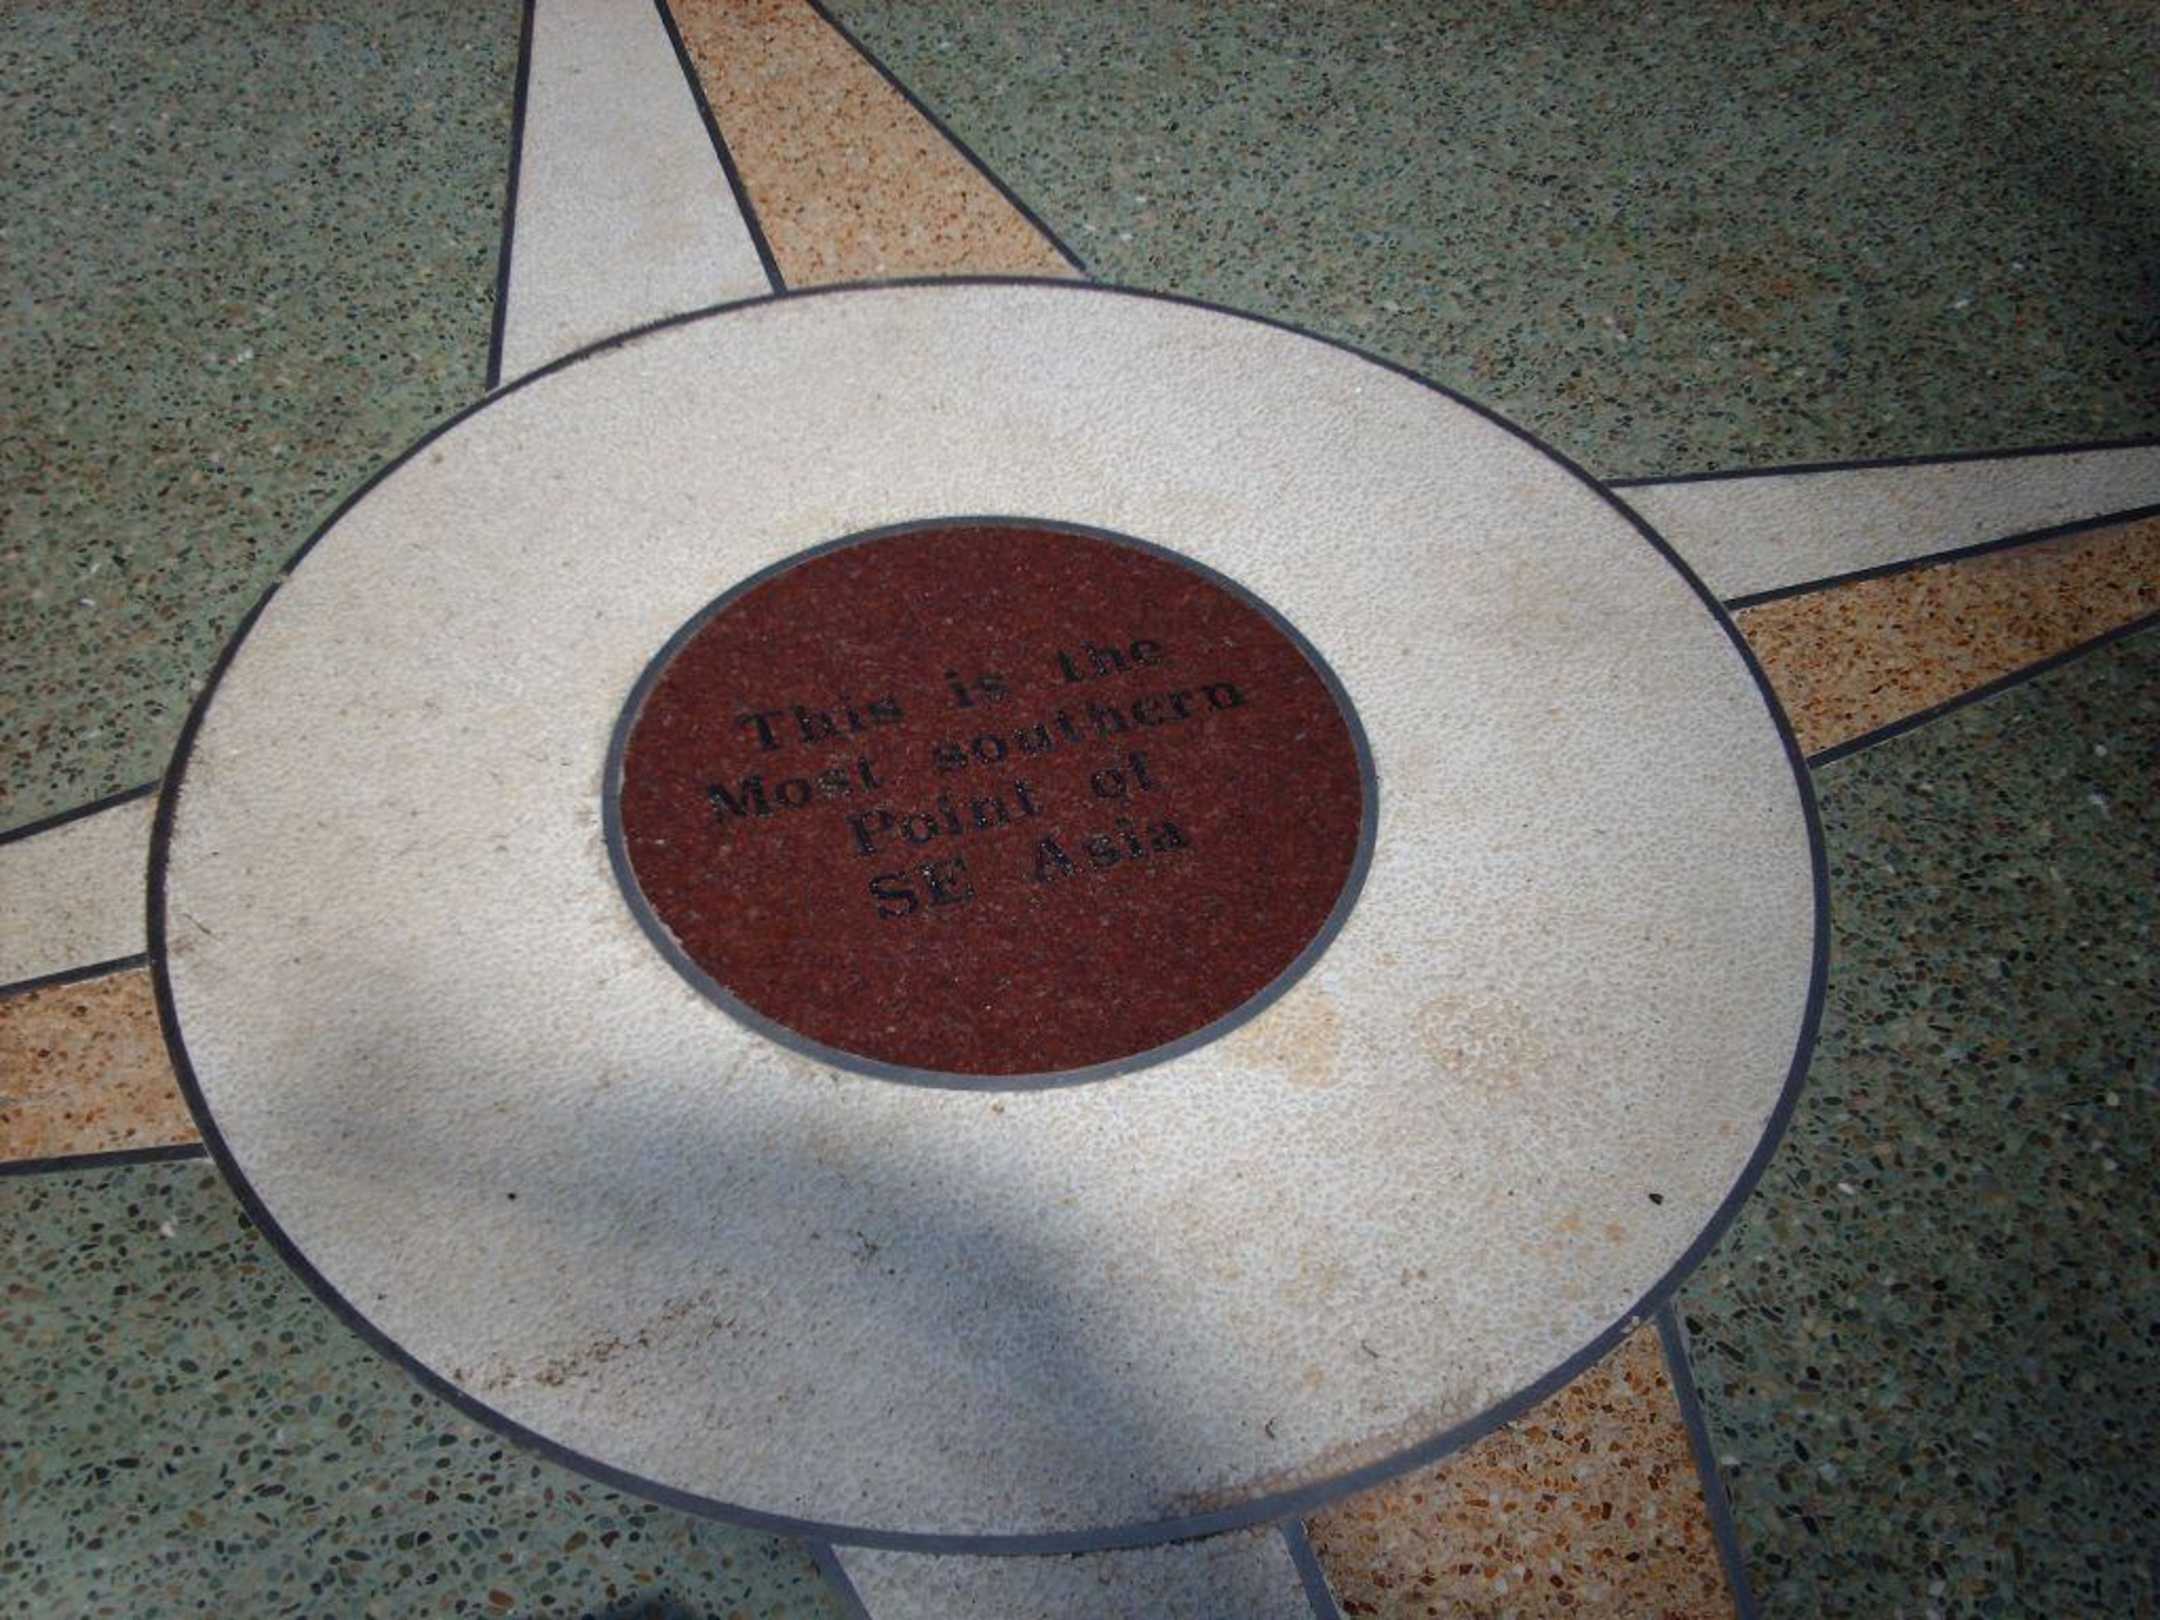 This is the
Most southern
Point of
SE Asia